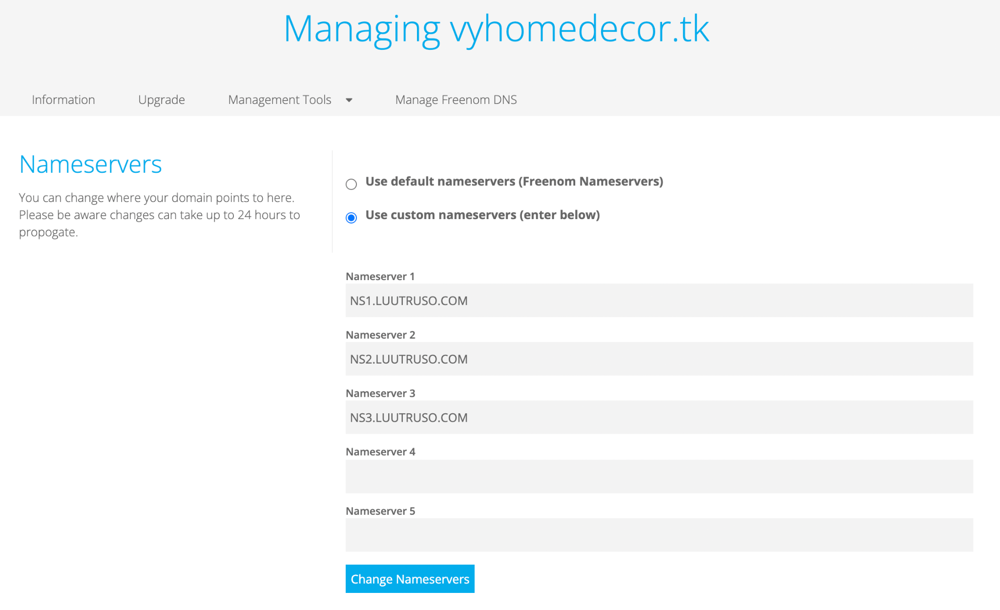 Managing vyhomedecor.tk
Information
Upgrade
Management Tools
Manage Freenom DNS
Nameservers
You can change where your domain points to here.
Please be aware changes can take up to 24 hours to
propogate.
Use default nameservers (Freenom Nameservers)
Use custom nameservers (enter below)
Nameserver 1
NS1.LUUTRUSO.COM
Nameserver 2
NS2.LUUTRUSO.COM
Nameserver 3
NS3.LUUTRUSO.COM
Nameserver 4
Nameserver 5
Change Nameservers